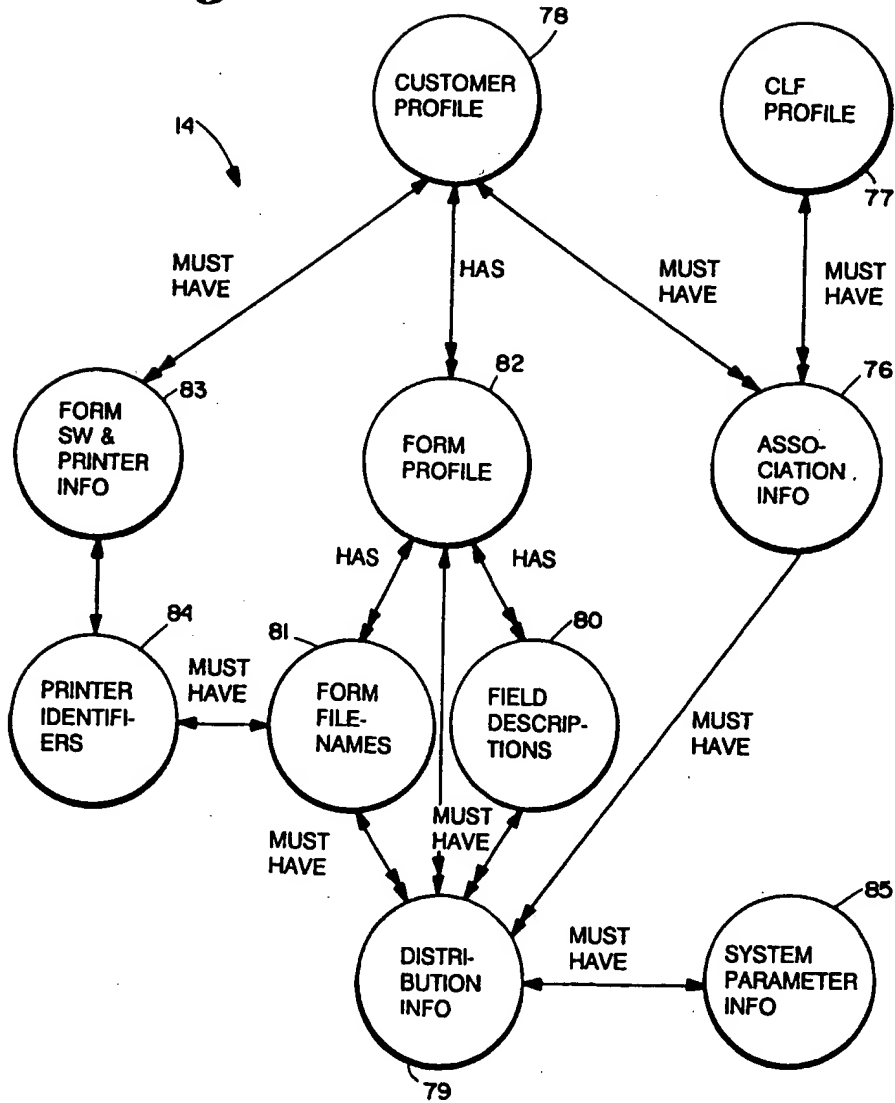 78
CUSTOMER
PROFILE
CLF
PROFILE
77
14
MUST
HAVE
HAS
MUST
HAVE
MUST
HAVE
83
FORM
SW &
PRINTER
INFO
82
FORM
PROFILE
76
ASSO-
CIATION
INFO
HAS
HAS
84
PRINTER
IDENTIFI-
ERS
MUST
HAVE
81
FORM
FILE-
NAMES
80
FIELD
DESCRIP-
TIONS
MUST
HAVE
MUST
HAVE
MUST
HAVE
DISTRI-
BUTION
INFO
79
MUST
HAVE
85
SYSTEM
PARAMETER
INFO